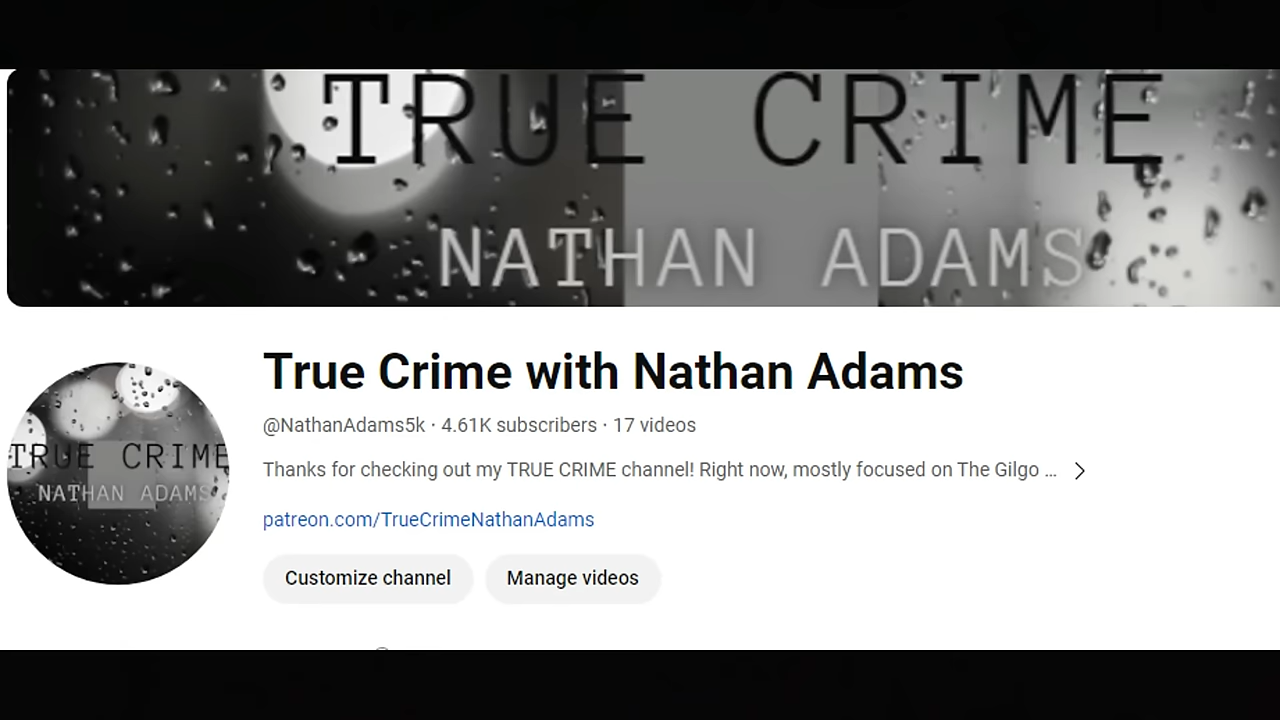 TRUE CRIME
NATHAN ADAMS
True Crime with Nathan Adams
@NathanAdams5k · 4.61K subscribers · 17 videos
Thanks for checking out my TRUE CRIME channel! Right now, mostly focused on The Gilgo ...
patreon.com/TrueCrimeNathanAdams
TRUE CRIME
NATHAN ADAMS
Customize channel Manage videos